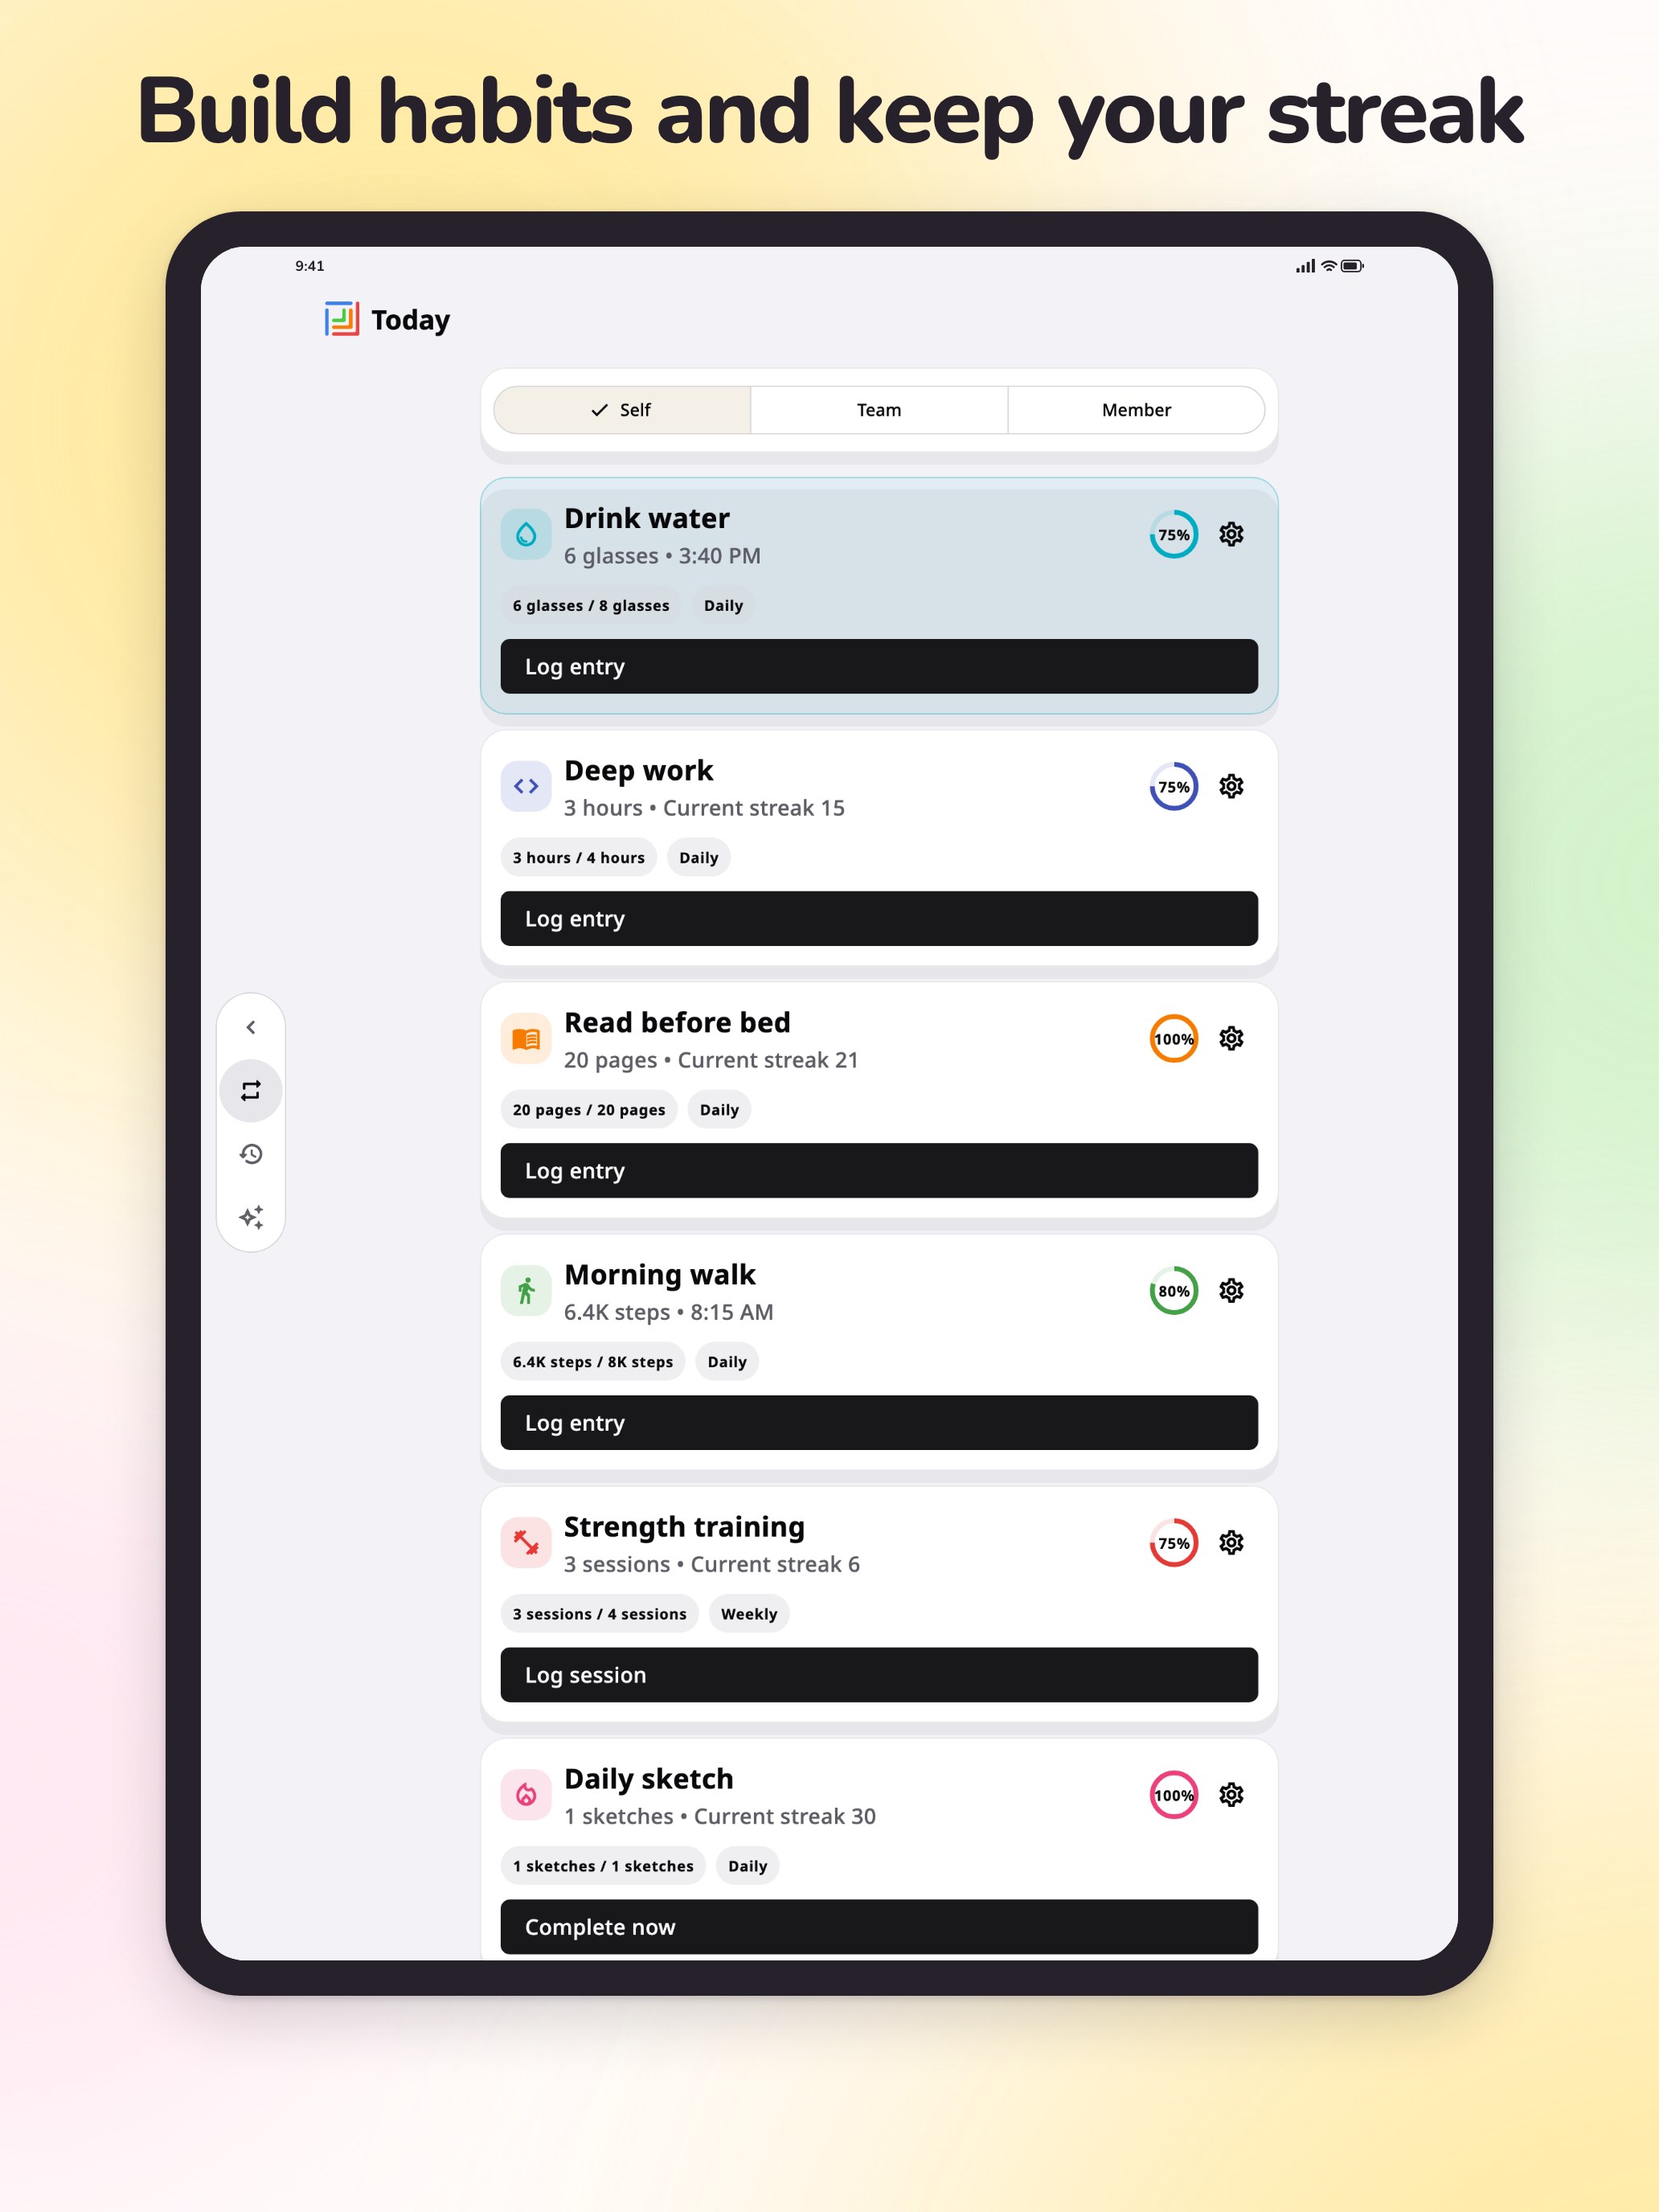 Build habits and keep your streak
9:41
Today
Self Team Member
Drink water
6 glasses • 3:40 PM
75%
6 glasses / 8 glasses Daily
Log entry
Deep work
3 hours • Current streak 15
75%
3 hours / 4 hours Daily
Log entry
Read before bed
20 pages • Current streak 21
100%
20 pages / 20 pages Daily
Log entry
Morning walk
6.4K steps • 8:15 AM
80%
6.4K steps / 8K steps Daily
Log entry
Strength training
3 sessions • Current streak 6
75%
3 sessions / 4 sessions Weekly
Log session
Daily sketch
1 sketches • Current streak 30
100%
1 sketches / 1 sketches Daily
Complete now